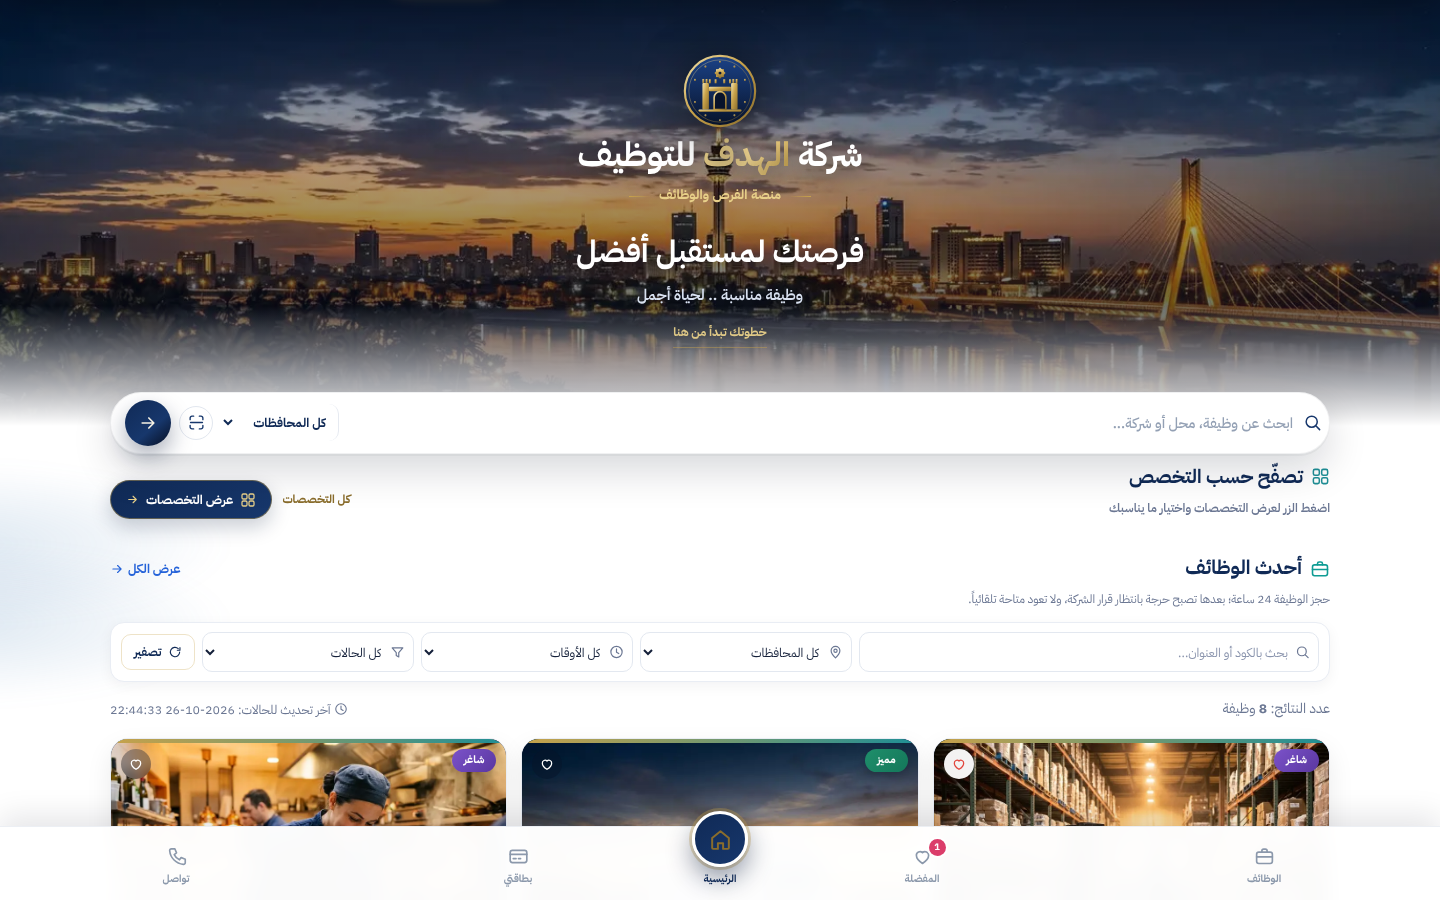 شركة الهدف للتوظيف
منصة الفرص والوظائف
فرصتك لمستقبل أفضل
وظيفة مناسبة .. لحياة أجمل
خطوتك تبدأ من هنا
ابحث عن وظيفة، محل أو شركة...
كل المحافظات
تصفّح حسب التخصص
اضغط الزر لعرض التخصصات واختيار ما يناسبك
كل التخصصات
عرض التخصصات
أحدث الوظائف
عرض الكل
حجز الوظيفة 24 ساعة؛ بعدها تصبح حرجة بانتظار قرار الشركة، ولا تعود متاحة تلقائياً.
بحث بالكود أو العنوان...
كل المحافظات
كل الأوقات
كل الحالات
تصفير
عدد النتائج: 8 وظيفة
آخر تحديث للحالات: 2026-10-26 22:44:33
شاغر
مميز
شاغر
الوظائف
1
المفضلة
الرئيسية
بطاقتي
تواصل